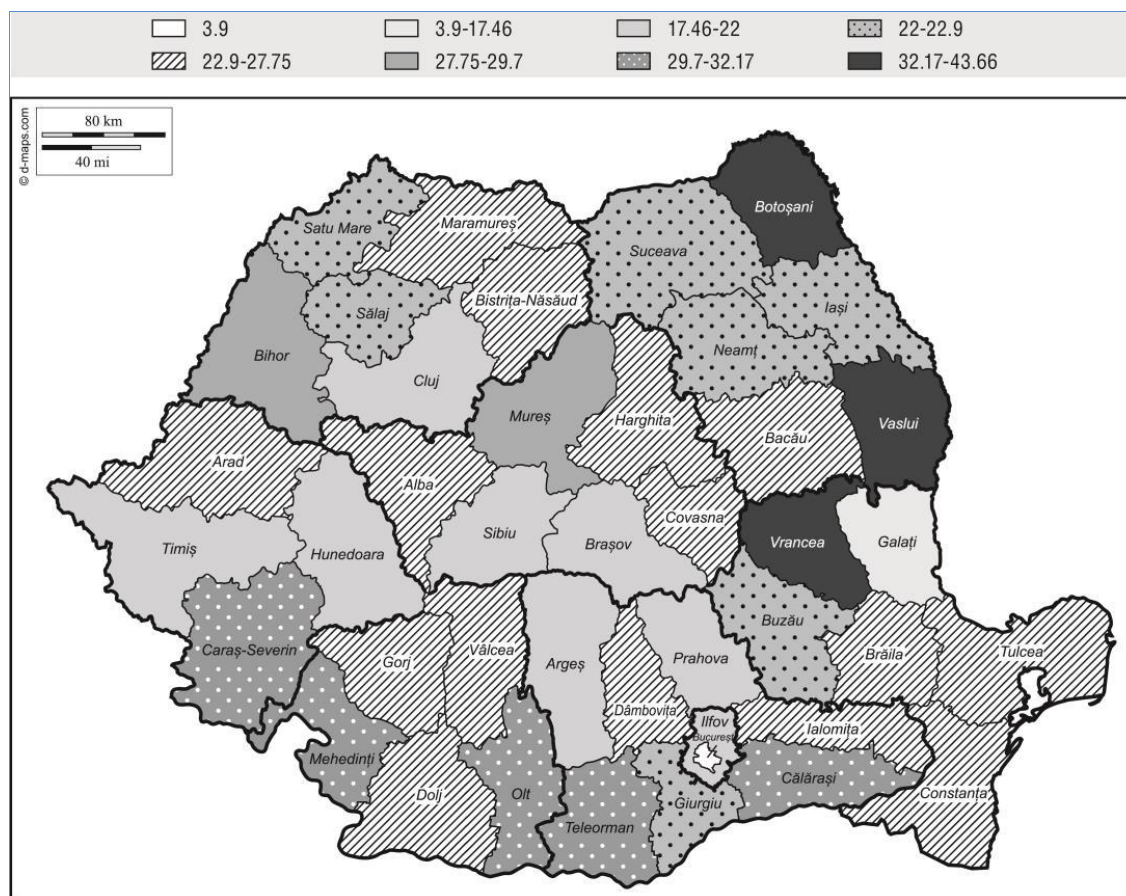 3.9
3.9-17.46
17.46-22
22-22.9
22.9-27.75
27.75-29.7
29.7-32.17
32.17-43.66
© d-maps.com
80 km
40 mi
Botoșani
Satu Mare
Maramureș
Suceava
Bistrița-Năsăud
Iași
Sălaj
Neamț
Bihor
Cluj
Mureș
Harghita
Vaslui
Bacău
Arad
Alba
Covasna
Sibiu
Brașov
Vrancea
Galați
Timiș
Hunedoara
Buzău
Caraș-Severin
Gorj
Vâlcea
Argeș
Prahova
Brăila
Tulcea
Dâmbovița
Ilfov
București
Ialomița
Mehedinți
Călărași
Dolj
Olt
Giurgiu
Constanța
Teleorman